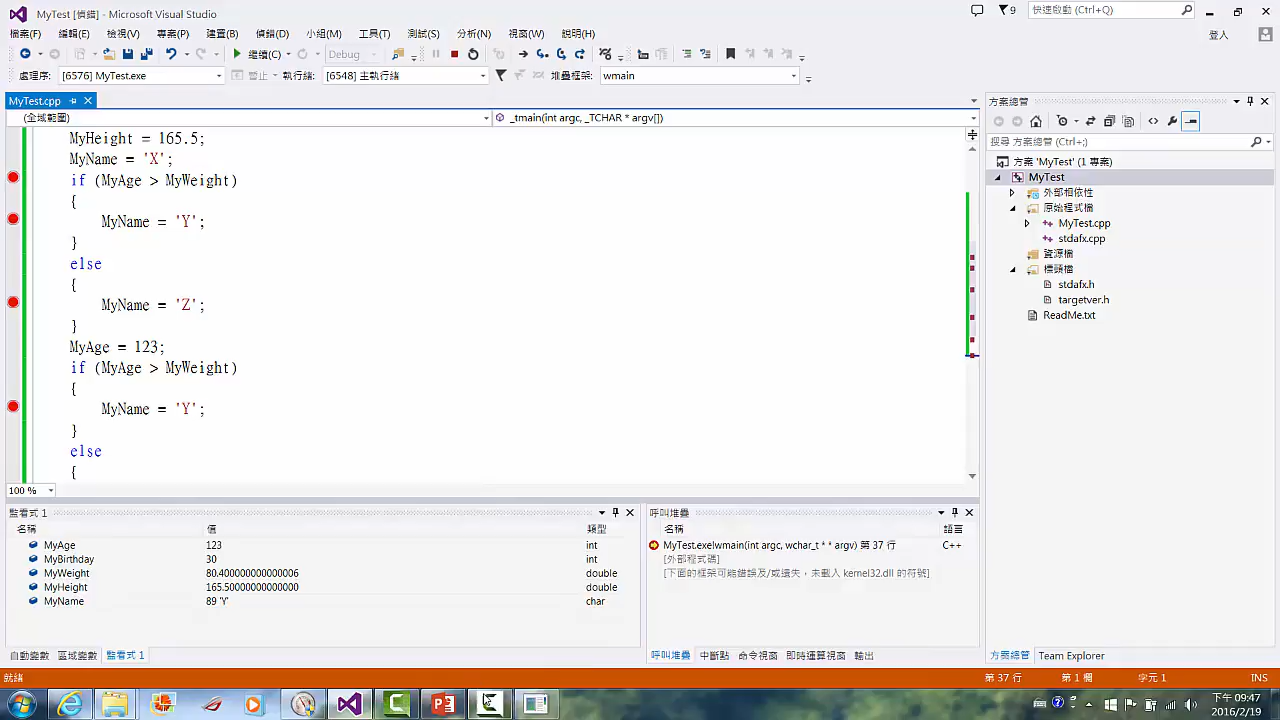 MyTest [偵錯] - Microsoft Visual Studio
9
快速啟動 (Ctrl+Q)
檔案(F) 編輯(E) 檢視(V) 專案(P) 建置(B) 偵錯(D) 小組(M) 工具(T) 測試(S) 分析(N) 視窗(W) 說明(H)
登入
繼續(C)
Debug
處理序: [6576] MyTest.exe
暫止
執行緒: [6548] 主執行緒
堆疊框架: wmain
MyTest.cpp
(全域範圍)
_tmain(int argc, _TCHAR * argv[])
MyHeight = 165.5;
MyName = 'X';
if (MyAge > MyWeight)
{
MyName = 'Y';
}
else
{
MyName = 'Z';
}
MyAge = 123;
if (MyAge > MyWeight)
{
MyName = 'Y';
}
else
{
100 %
方案總管
搜尋 方案總管 (Ctrl+;)
方案 'MyTest' (1 專案)
MyTest
外部相依性
原始程式檔
MyTest.cpp
stdafx.cpp
資源檔
標頭檔
stdafx.h
targetver.h
ReadMe.txt
監看式 1
名稱 值 類型
MyAge 123 int
MyBirthday 30 int
MyWeight 80.400000000000006 double
MyHeight 165.50000000000000 double
MyName 89 'Y' char
自動變數 區域變數 監看式 1
呼叫堆疊
名稱 語言
MyTest.exe!wmain(int argc, wchar_t * * argv) 第 37 行 C++
[外部程式碼]
[下面的框架可能錯誤及/或遺失，未載入 kernel32.dll 的符號]
呼叫堆疊 中斷點 命令視窗 即時運算視窗 輸出
方案總管 Team Explorer
就緒
第 37 行 第 1 欄 字元 1 INS
下午 09:47
2016/2/19